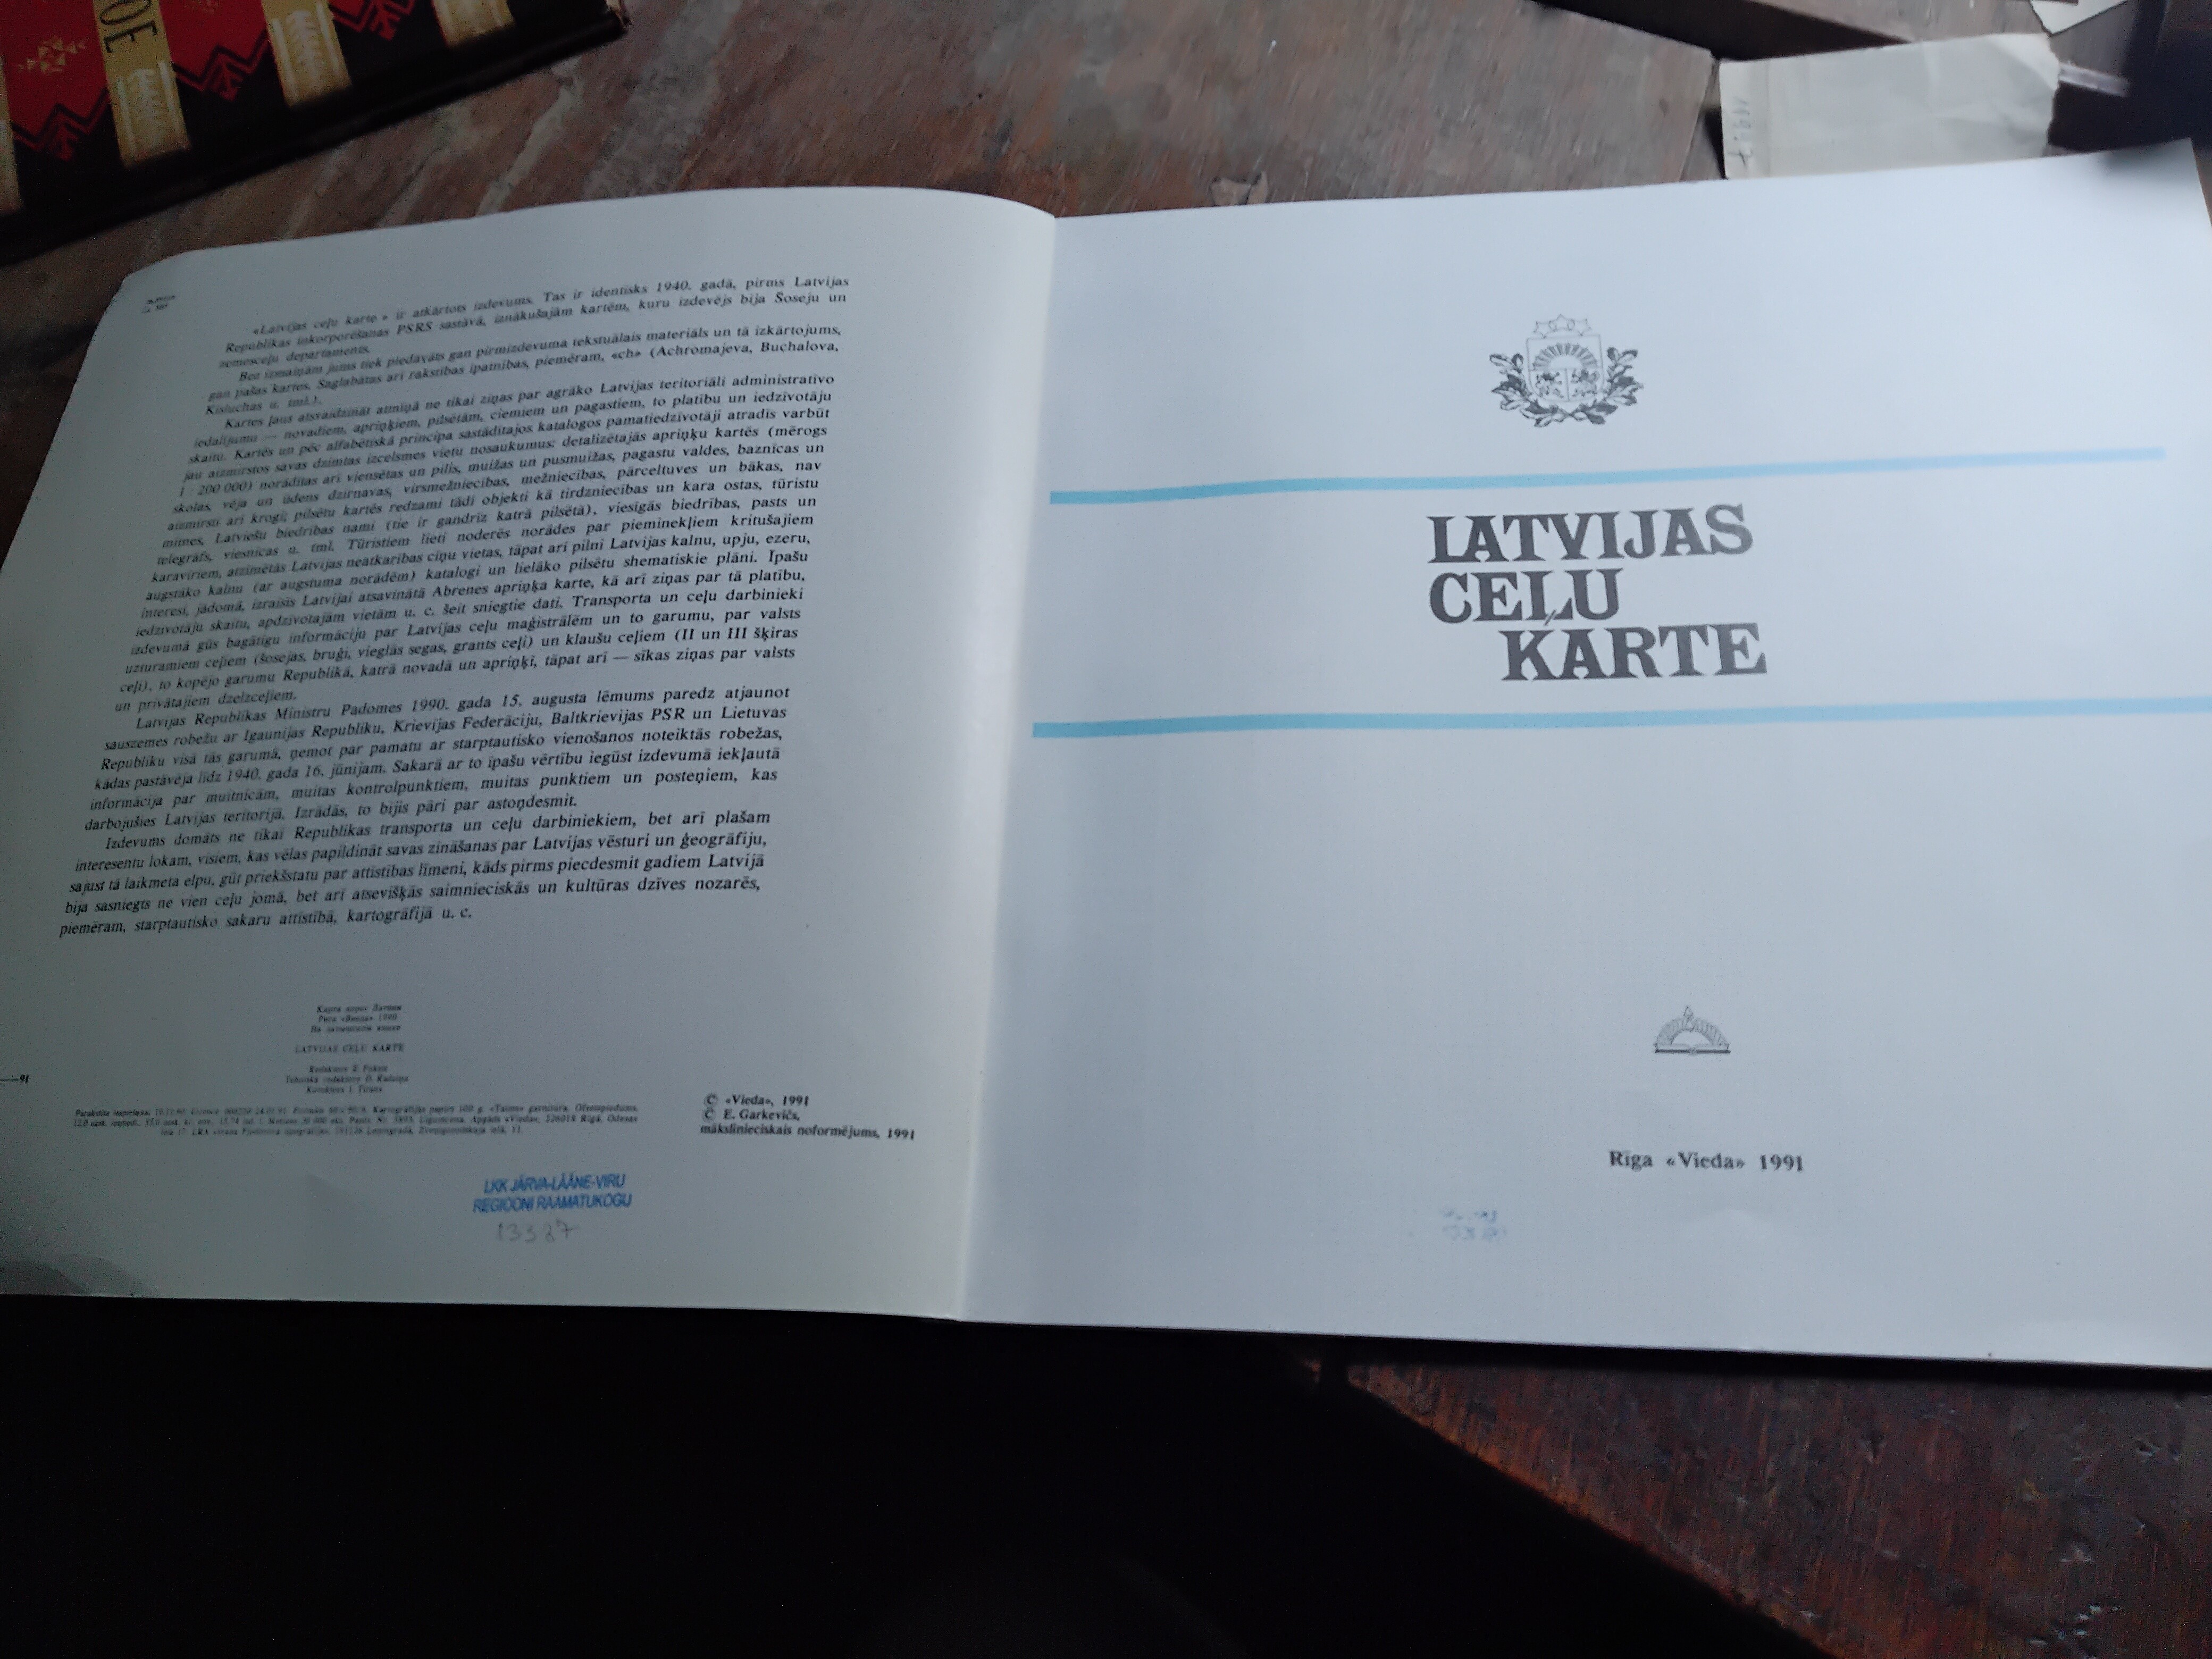 OE
«Latvijas ceļu karte» ir atkārtots izdevums. Tas ir identisks 1940. gadā, pirms Latvijas
Republikas inkorporēšanas PSRS sastāvā, iznākušajām kartēm, kuru izdevējs bija Šoseju un
zemesceļu departaments.
Bez izmaiņām jums tiek piedāvāts gan pirmizdevuma tekstuālais materiāls un tā izkārtojums,
gan pašas kartes. Saglabātas arī rakstības īpatnības, piemēram, «ch» (Achromajeva, Buchalova,
Kisluchas u. tml.).
Kartes ļaus atsvaidzināt atmiņā ne tikai ziņas par agrāko Latvijas teritoriāli administratīvo
iedalījumu — novadiem, apriņķiem, pilsētām, ciemiem un pagastiem, to platību un iedzīvotāju
skaitu. Kartēs un pēc alfabētiskā principa sastādītajos katalogos pamatiedzīvotāji atradīs varbūt
jau aizmirstos savas dzimtas izcelsmes vietu nosaukumus; detalizētajās apriņķu kartēs (mērogs
1 : 200 000) norādītas arī viensētas un pilis, muižas un pusmuižas, pagastu valdes, baznīcas un
skolas, vēja un ūdens dzirnavas, virsmežniecības, mežniecības, pārceltuves un bākas, nav
aizmirsti arī krogi; pilsētu kartēs redzami tādi objekti kā tirdzniecības un kara ostas, tūristu
mītnes, Latviešu biedrības nami (tie ir gandrīz katrā pilsētā), viesīgās biedrības, pasts un
telegrāfs, viesnīcas u. tml. Tūristiem lieti noderēs norādes par pieminekļiem kritušajiem
karavīriem, atzīmētās Latvijas neatkarības cīņu vietas, tāpat arī pilni Latvijas kalnu, upju, ezeru,
augstāko kalnu (ar augstuma norādēm) katalogi un lielāko pilsētu shematiskie plāni. Īpašu
interesi, jādomā, izraisīs Latvijai atsavinātā Abrenes apriņķa karte, kā arī ziņas par tā platību,
iedzīvotāju skaitu, apdzīvotajām vietām u. c. šeit sniegtie dati. Transporta un ceļu darbinieki
izdevumā gūs bagātīgu informāciju par Latvijas ceļu maģistrālēm un to garumu, par valsts
uzturamiem ceļiem (šosejas, bruģi, vieglās segas, grants ceļi) un klaušu ceļiem (II un III šķiras
ceļi), to kopējo garumu Republikā, katrā novadā un apriņķī, tāpat arī — sīkas ziņas par valsts
un privātajiem dzelzceļiem.
Latvijas Republikas Ministru Padomes 1990. gada 15. augusta lēmums paredz atjaunot
sauszemes robežu ar Igaunijas Republiku, Krievijas Federāciju, Baltkrievijas PSR un Lietuvas
Republiku visā tās garumā, ņemot par pamatu ar starptautisko vienošanos noteiktās robežas,
kādas pastāvēja līdz 1940. gada 16. jūnijam. Sakarā ar to īpašu vērtību iegūst izdevumā iekļautā
informācija par muitnīcām, muitas kontrolpunktiem, muitas punktiem un posteņiem, kas
darbojušies Latvijas teritorijā. Izrādās, to bijis pāri par astoņdesmit.
Izdevums domāts ne tikai Republikas transporta un ceļu darbiniekiem, bet arī plašam
interesentu lokam, visiem, kas vēlas papildināt savas zināšanas par Latvijas vēsturi un ģeogrāfiju,
sajust tā laikmeta elpu, gūt priekšstatu par attīstības līmeni, kāds pirms piecdesmit gadiem Latvijā
bija sasniegts ne vien ceļu jomā, bet arī atsevišķās saimnieciskās un kultūras dzīves nozarēs,
piemēram, starptautisko sakaru attīstībā, kartogrāfijā u. c.
Карта дорог Латвии
Рига «Виеда» 1990
На латышском языке
LATVIJAS CEĻU KARTE
Tehniskā redaktore
91
© «Vieda», 1991
© E. Garkevičs,
mākslinieciskais noformējums, 1991
LKK JÄRVA-LÄÄNE-VIRU
REGIOONI RAAMATUKOGU
13327
LATVIJAS
CEĻU
KARTE
Rīga «Vieda» 1991